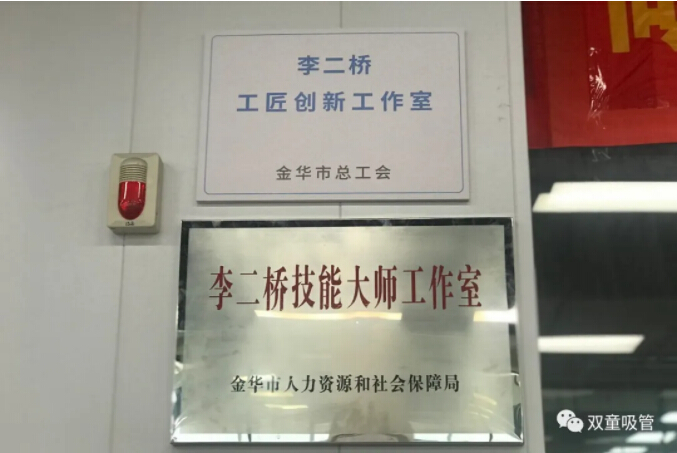 李二桥
工匠创新工作室
金华市总工会
李二桥技能大师工作室
金华市人力资源和社会保障局
双童吸管